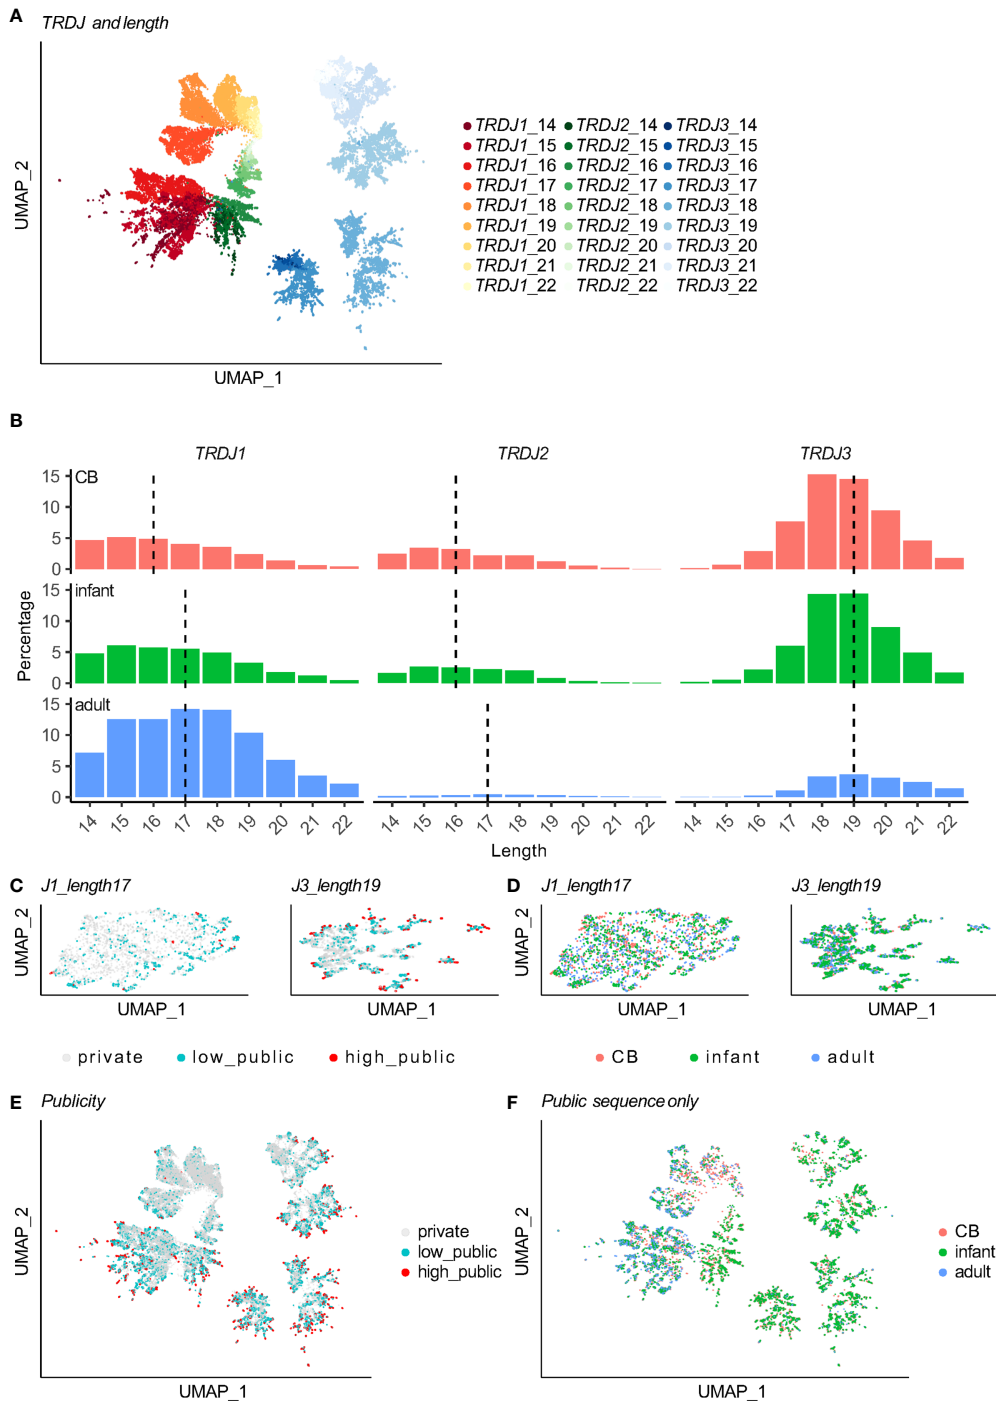 A
TRDJ and length
UMAP_2
UMAP_1
TRDJ1_14 TRDJ2_14 TRDJ3_14
TRDJ1_15 TRDJ2_15 TRDJ3_15
TRDJ1_16 TRDJ2_16 TRDJ3_16
TRDJ1_17 TRDJ2_17 TRDJ3_17
TRDJ1_18 TRDJ2_18 TRDJ3_18
TRDJ1_19 TRDJ2_19 TRDJ3_19
TRDJ1_20 TRDJ2_20 TRDJ3_20
TRDJ1_21 TRDJ2_21 TRDJ3_21
TRDJ1_22 TRDJ2_22 TRDJ3_22
B
TRDJ1 TRDJ2 TRDJ3
CB
15
10
5
0
infant
15
10
5
0
adult
15
10
5
0
Percentage
14 15 16 17 18 19 20 21 22 14 15 16 17 18 19 20 21 22 14 15 16 17 18 19 20 21 22
Length
C
J1_length17 J3_length19
UMAP_2
UMAP_1 UMAP_1
private low_public high_public
D
J1_length17 J3_length19
UMAP_2
UMAP_1 UMAP_1
CB infant adult
E
Publicity
UMAP_2
UMAP_1
private
low_public
high_public
F
Public sequence only
UMAP_2
UMAP_1
CB
infant
adult